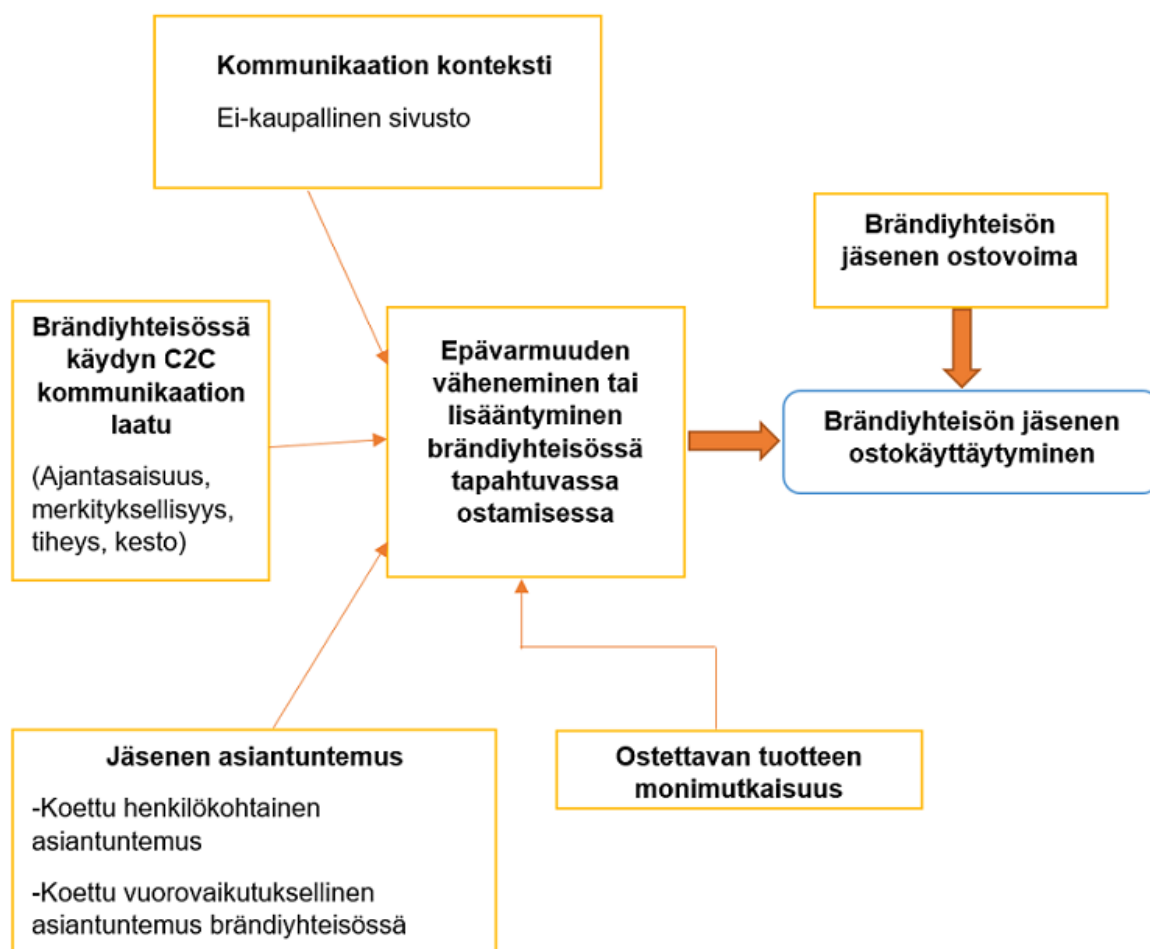 Kommunikaation konteksti
Ei-kaupallinen sivusto
Brändiyhteisön
jäsenen ostovoima
Brändiyhteisössä
käydyn C2C
kommunikaation
laatu
(Ajantasaisuus,
merkityksellisyys,
tiheys, kesto)
Epävarmuuden
väheneminen tai
lisääntyminen
brändiyhteisössä
tapahtuvassa
ostamisessa
Brändiyhteisön jäsenen
ostokäyttäytyminen
Jäsenen asiantuntemus
-Koettu henkilökohtainen
asiantuntemus
-Koettu vuorovaikutuksellinen
asiantuntemus brändiyhteisössä
Ostettavan tuotteen
monimutkaisuus